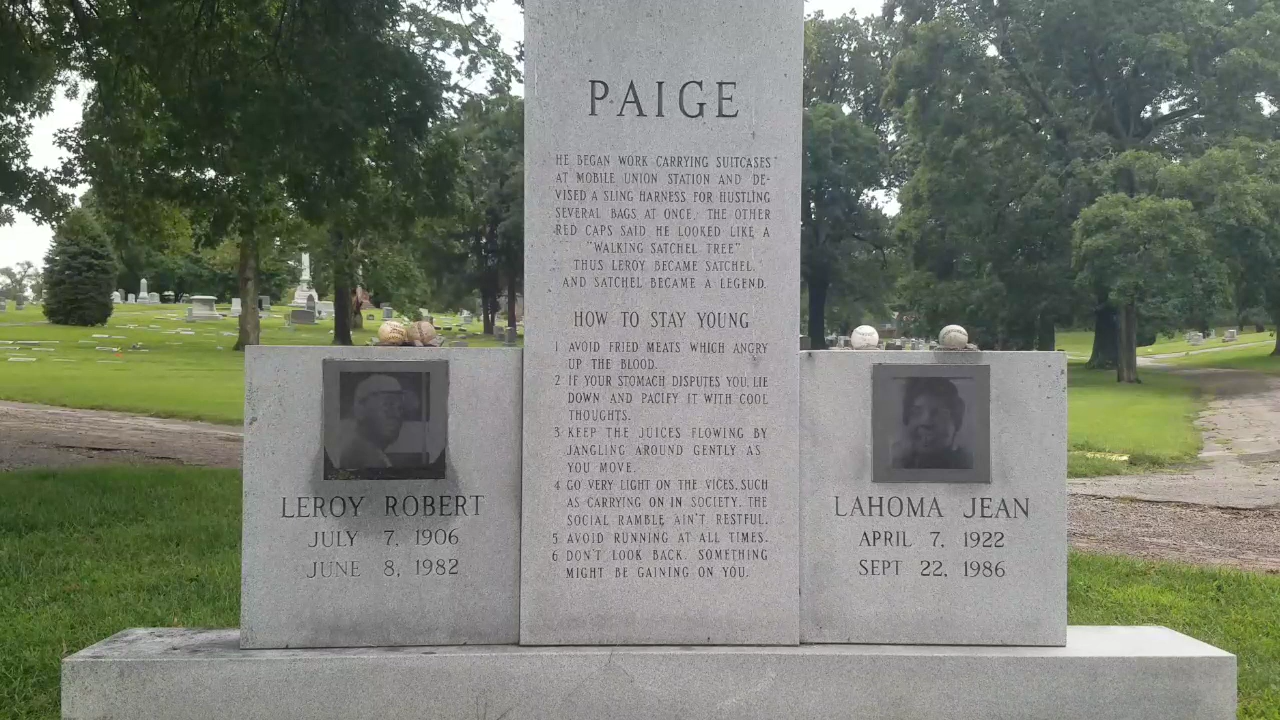 PAIGE
HE BEGAN WORK CARRYING SUITCASES
AT MOBILE UNION STATION AND DE-
VISED A SLING HARNESS FOR HUSTLING
SEVERAL BAGS AT ONCE. THE OTHER
RED CAPS SAID HE LOOKED LIKE A
"WALKING SATCHEL TREE"
THUS LEROY BECAME SATCHEL.
AND SATCHEL BECAME A LEGEND.
HOW TO STAY YOUNG
1 AVOID FRIED MEATS WHICH ANGRY
UP THE BLOOD.
2 IF YOUR STOMACH DISPUTES YOU, LIE
DOWN AND PACIFY IT WITH COOL
THOUGHTS.
3 KEEP THE JUICES FLOWING BY
JANGLING AROUND GENTLY AS
YOU MOVE.
4 GO VERY LIGHT ON THE VICES, SUCH
AS CARRYING ON IN SOCIETY. THE
SOCIAL RAMBLE AIN'T RESTFUL.
5 AVOID RUNNING AT ALL TIMES.
6 DON'T LOOK BACK. SOMETHING
MIGHT BE GAINING ON YOU.
LEROY ROBERT
JULY 7, 1906
JUNE 8, 1982
LAHOMA JEAN
APRIL 7, 1922
SEPT 22, 1986